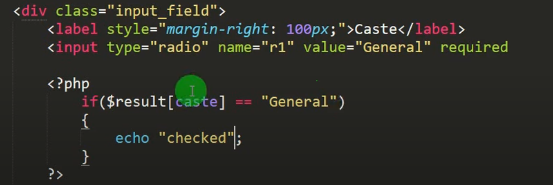 <div class="input_field">
<label style="margin-right: 100px;">Caste</label>
<input type="radio" name="r1" value="General" required
<?php
if($result[caste] == "General")
{
echo "checked";
}
?>